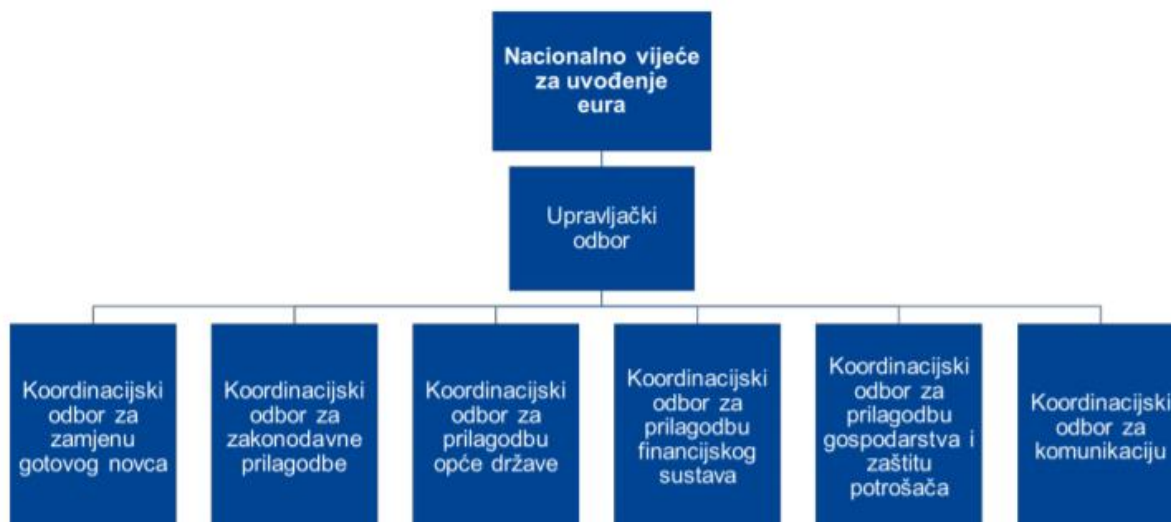 Nacionalno vijeće
za uvođenje
eura
Upravljački
odbor
Koordinacijski
odbor za
zamjenu
gotovog novca
Koordinacijski
odbor za
zakonodavne
prilagodbe
Koordinacijski
odbor za
prilagodbu
opće države
Koordinacijski
odbor za
prilagodbu
financijskog
sustava
Koordinacijski
odbor za
prilagodbu
gospodarstva i
zaštitu
potrošača
Koordinacijski
odbor za
komunikaciju